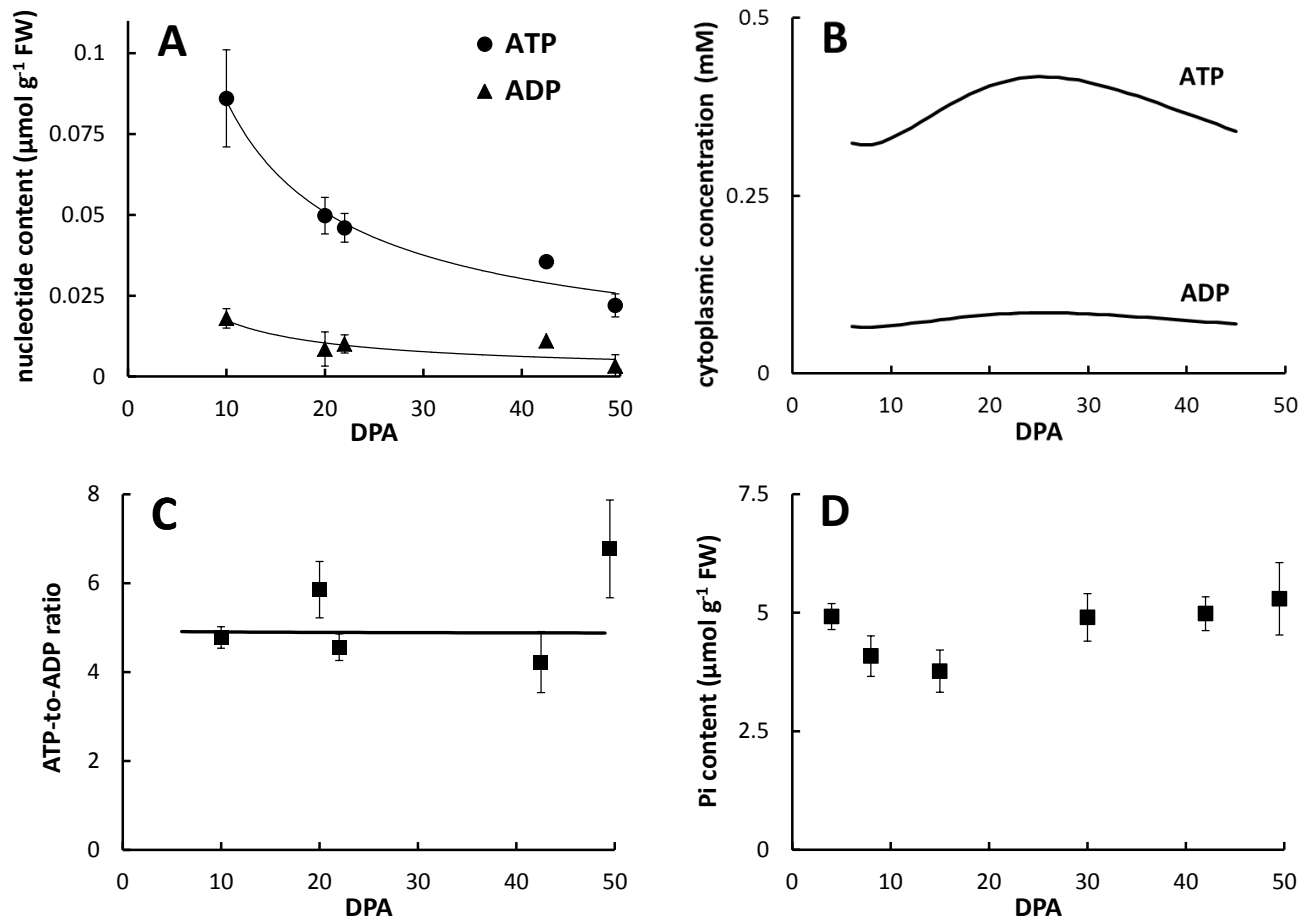 A
nucleotide content (µmol g⁻¹ FW)
0.1
0.075
0.05
0.025
0
ATP
ADP
0 10 20 30 40 50
DPA
B
cytoplasmic concentration (mM)
0.5
0.25
0
ATP
ADP
0 10 20 30 40 50
DPA
C
ATP-to-ADP ratio
8
6
4
2
0
0 10 20 30 40 50
DPA
D
Pi content (µmol g⁻¹ FW)
7.5
5
2.5
0
0 10 20 30 40 50
DPA